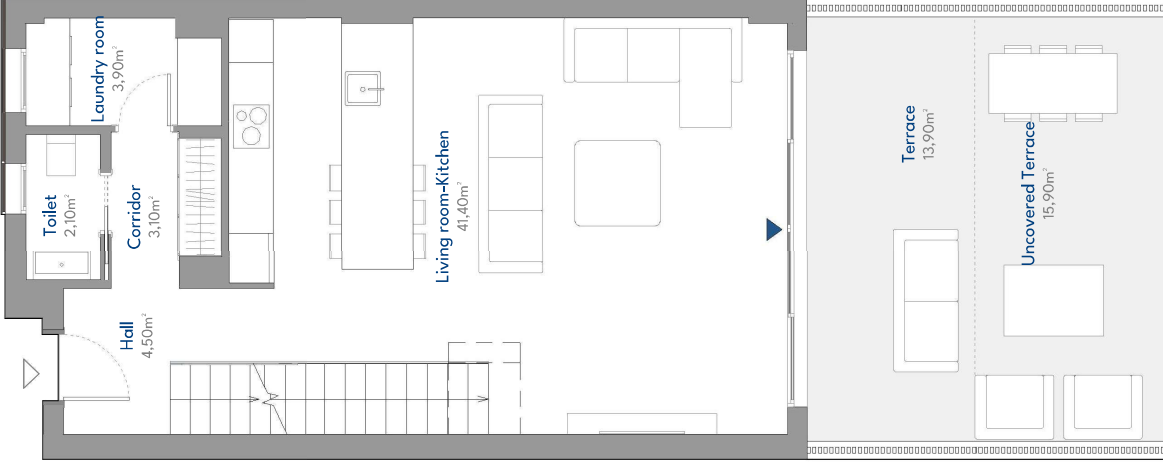 Laundry room
3,90m²
Toilet
2,10m²
Corridor
3,10m²
Hall
4,50m²
Living room-Kitchen
41,40m²
Terrace
13,90m²
Uncovered Terrace
15,90m²